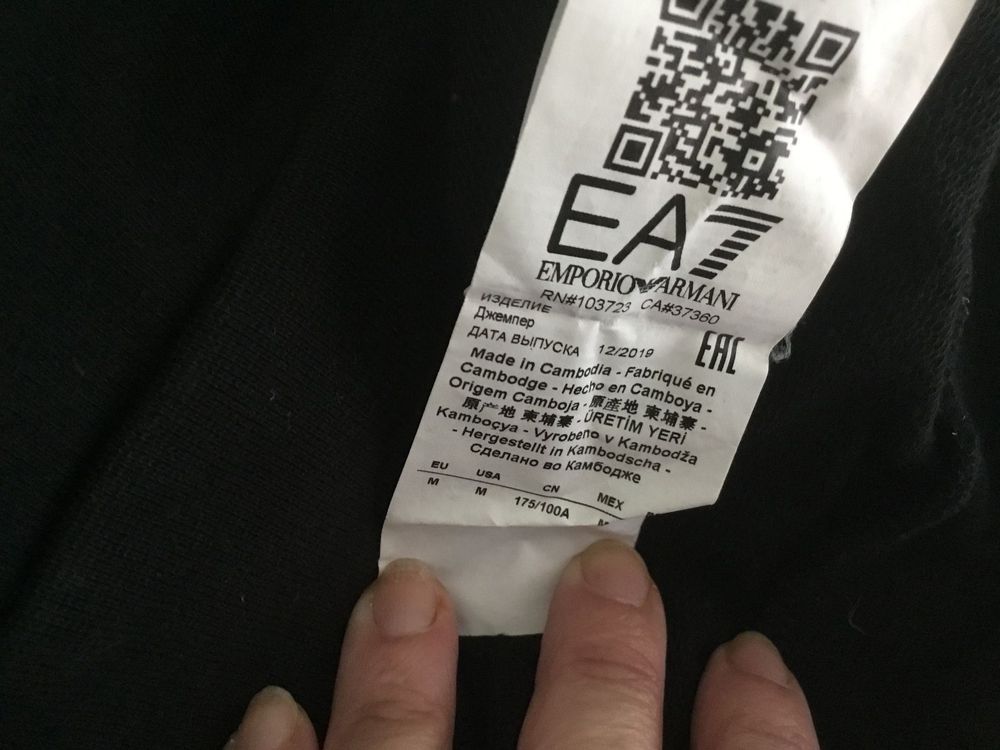 EA7
EMPORIO ARMANI
RN#103723 CA#37360
ИЗДЕЛИЕ
Джемпер
ДАТА ВЫПУСКА 12/2019
EAC
Made in Cambodia - Fabriqué en
Cambodge - Hecho en Camboya -
Origem Camboja - 原産地 柬埔寨 -
地 柬埔寨 - ÜRETİM YERİ
Kamboçya - Vyrobeno v Kambodža
- Hergestellt in Kambodscha -
Сделано во Камбодже
EU USA CN MEX
M M 175/100A M